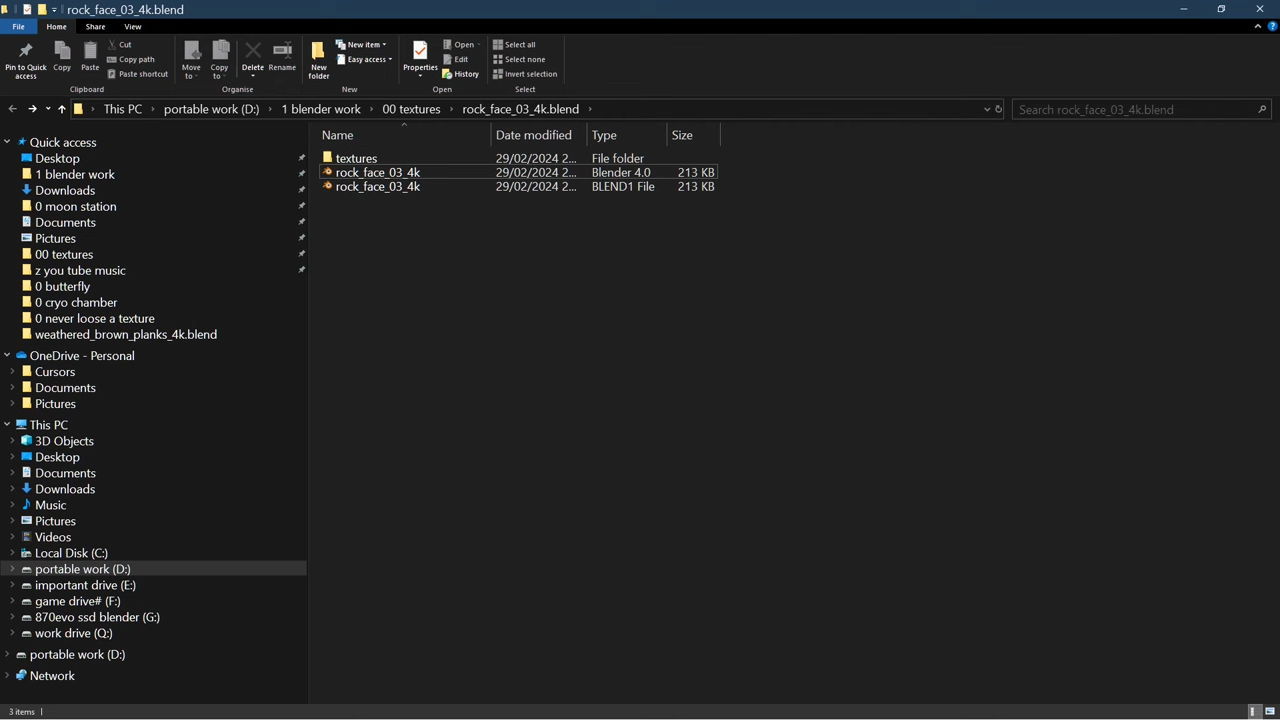 rock_face_03_4k.blend
File Home Share View
Pin to Quick access
Copy
Paste
Cut
Copy path
Paste shortcut
Clipboard
Move to
Copy to
Delete
Rename
Organise
New folder
New item
Easy access
New
Properties
Open
Edit
History
Open
Select all
Select none
Invert selection
Select
This PC portable work (D:) 1 blender work 00 textures rock_face_03_4k.blend
Search rock_face_03_4k.blend
Name Date modified Type Size
textures 29/02/2024 2... File folder
rock_face_03_4k 29/02/2024 2... Blender 4.0 213 KB
rock_face_03_4k 29/02/2024 2... BLEND1 File 213 KB
Quick access
Desktop
1 blender work
Downloads
0 moon station
Documents
Pictures
00 textures
z you tube music
0 butterfly
0 cryo chamber
0 never loose a texture
weathered_brown_planks_4k.blend
OneDrive - Personal
Cursors
Documents
Pictures
This PC
3D Objects
Desktop
Documents
Downloads
Music
Pictures
Videos
Local Disk (C:)
portable work (D:)
important drive (E:)
game drive# (F:)
870evo ssd blender (G:)
work drive (Q:)
portable work (D:)
Network
3 items